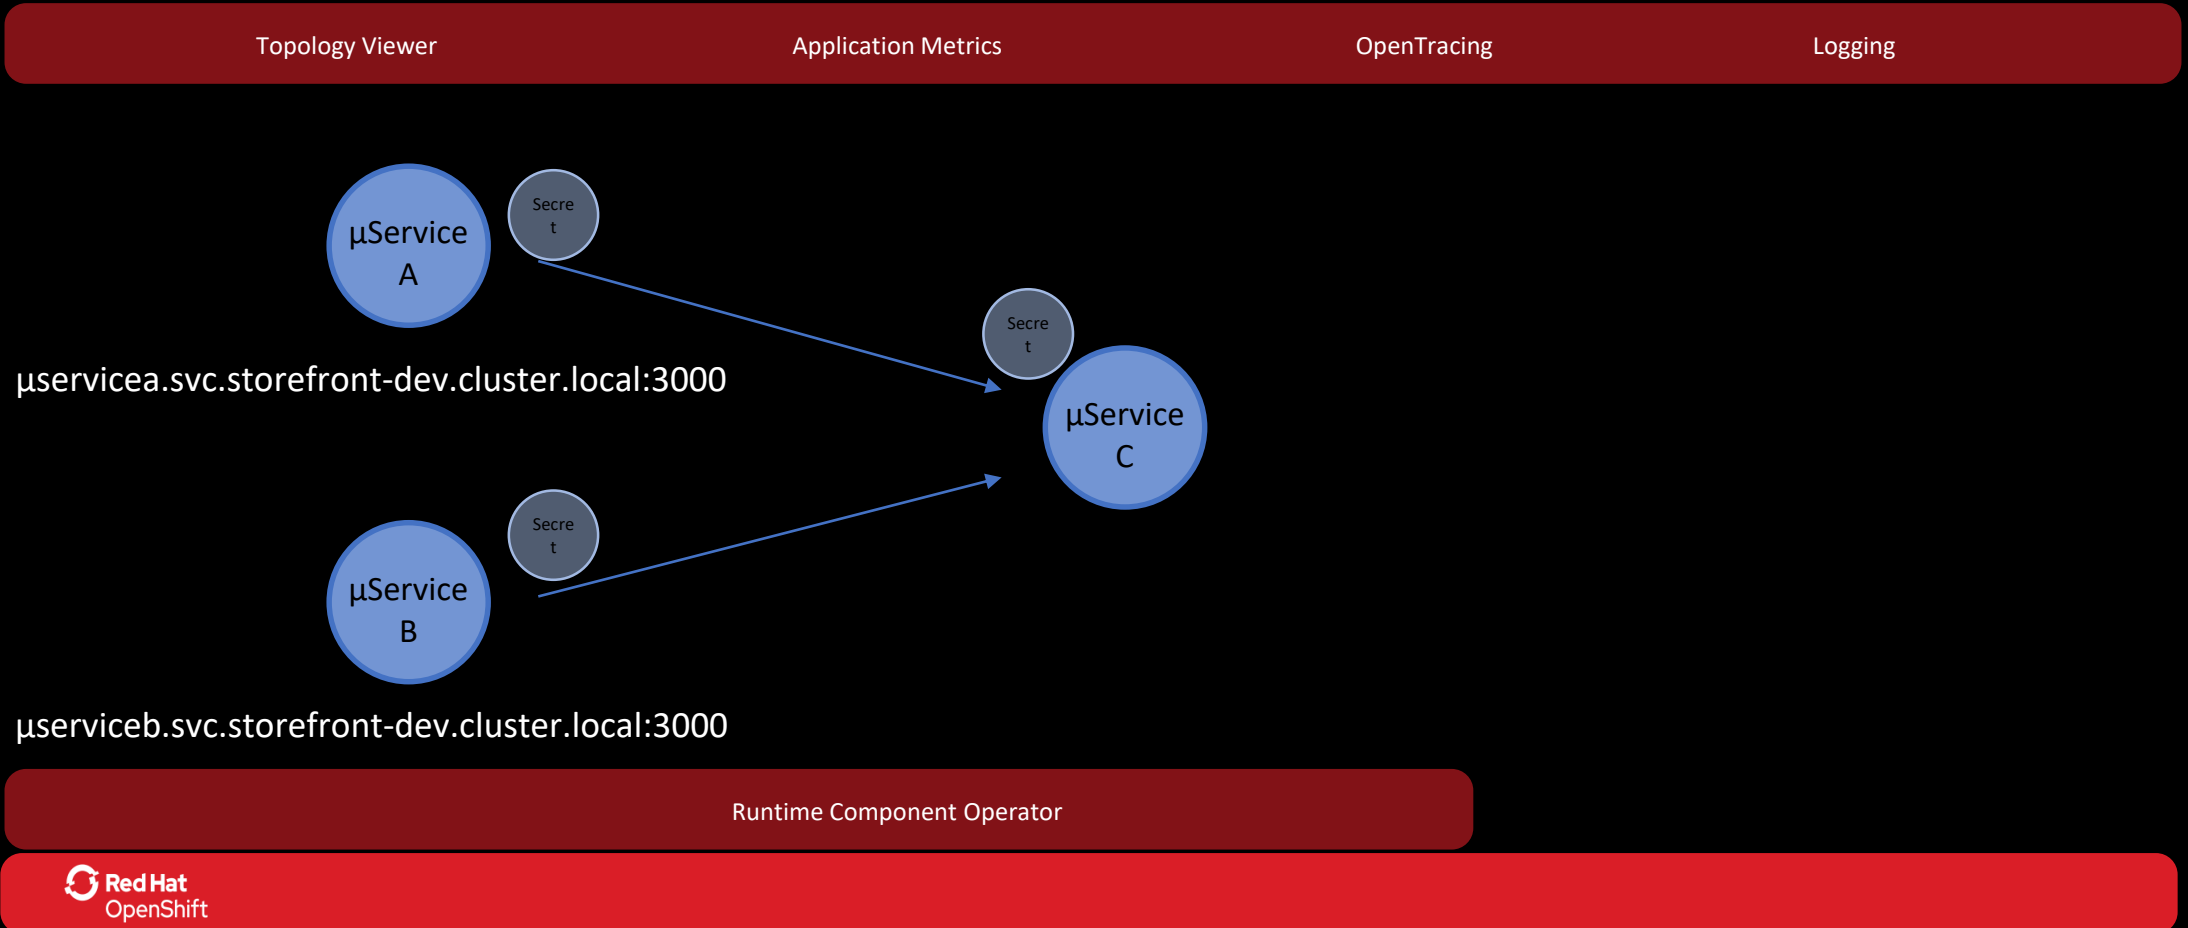 Topology Viewer
Application Metrics
OpenTracing
Logging
µService
A
Secre
t
Secre
t
µservicea.svc.storefront-dev.cluster.local:3000
µService
C
Secre
t
µService
B
µserviceb.svc.storefront-dev.cluster.local:3000
Runtime Component Operator
Red Hat
OpenShift